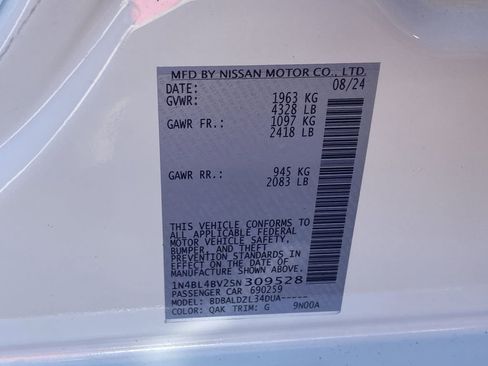 MFD BY NISSAN MOTOR CO., LTD.
DATE: 08/24
GVWR: 1963 KG
4328 LB
GAWR FR.: 1097 KG
2418 LB
GAWR RR.: 945 KG
2083 LB
THIS VEHICLE CONFORMS TO
ALL APPLICABLE FEDERAL
MOTOR VEHICLE SAFETY,
BUMPER, AND THEFT
PREVENTION STANDARDS IN
EFFECT ON THE DATE OF
MANUFACTURE SHOWN ABOVE.
1N4BL4BV2SN309528
PASSENGER CAR 690259
MODEL: BDBALDZL34DUA-----
COLOR: QAK TRIM: G 9N00A